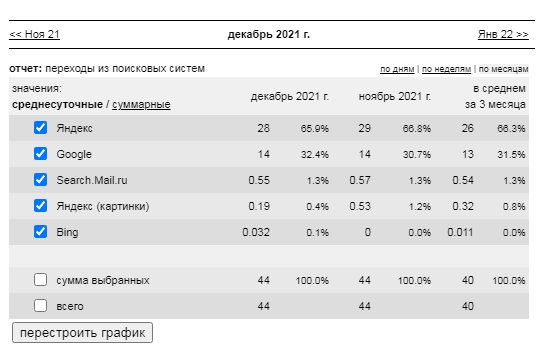 << Ноя 21 декабрь 2021 г. Янв 22 >>
отчет: переходы из поисковых систем по дням | по неделям | по месяцам
значения:
среднесуточные / суммарные декабрь 2021 г. ноябрь 2021 г. в среднем за 3 месяца
Яндекс 28 65.9% 29 66.8% 26 66.3%
Google 14 32.4% 14 30.7% 13 31.5%
Search.Mail.ru 0.55 1.3% 0.57 1.3% 0.54 1.3%
Яндекс (картинки) 0.19 0.4% 0.53 1.2% 0.32 0.8%
Bing 0.032 0.1% 0 0.0% 0.011 0.0%
сумма выбранных 44 100.0% 44 100.0% 40 100.0%
всего 44 44 40
перестроить график